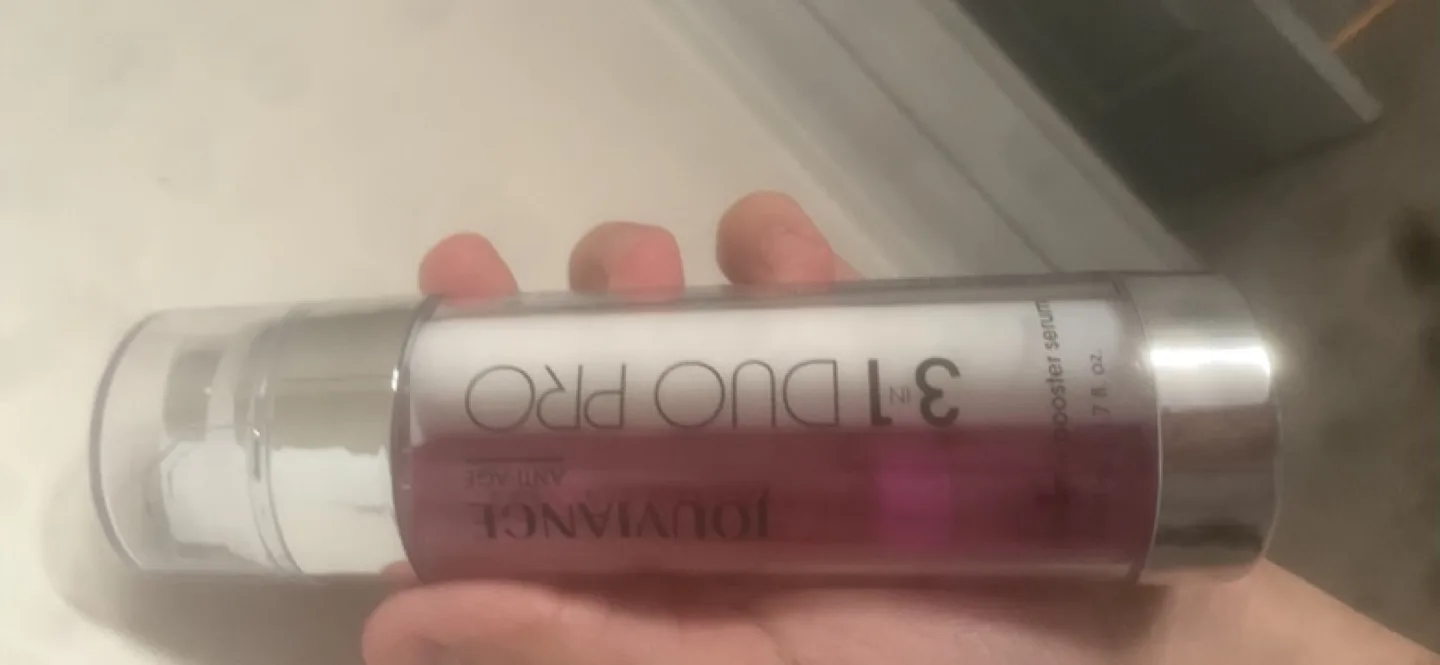 JOUVIANCE
ANTI-AGE
DUO PRO
3 IN 1
booster serum
7 fl. oz.